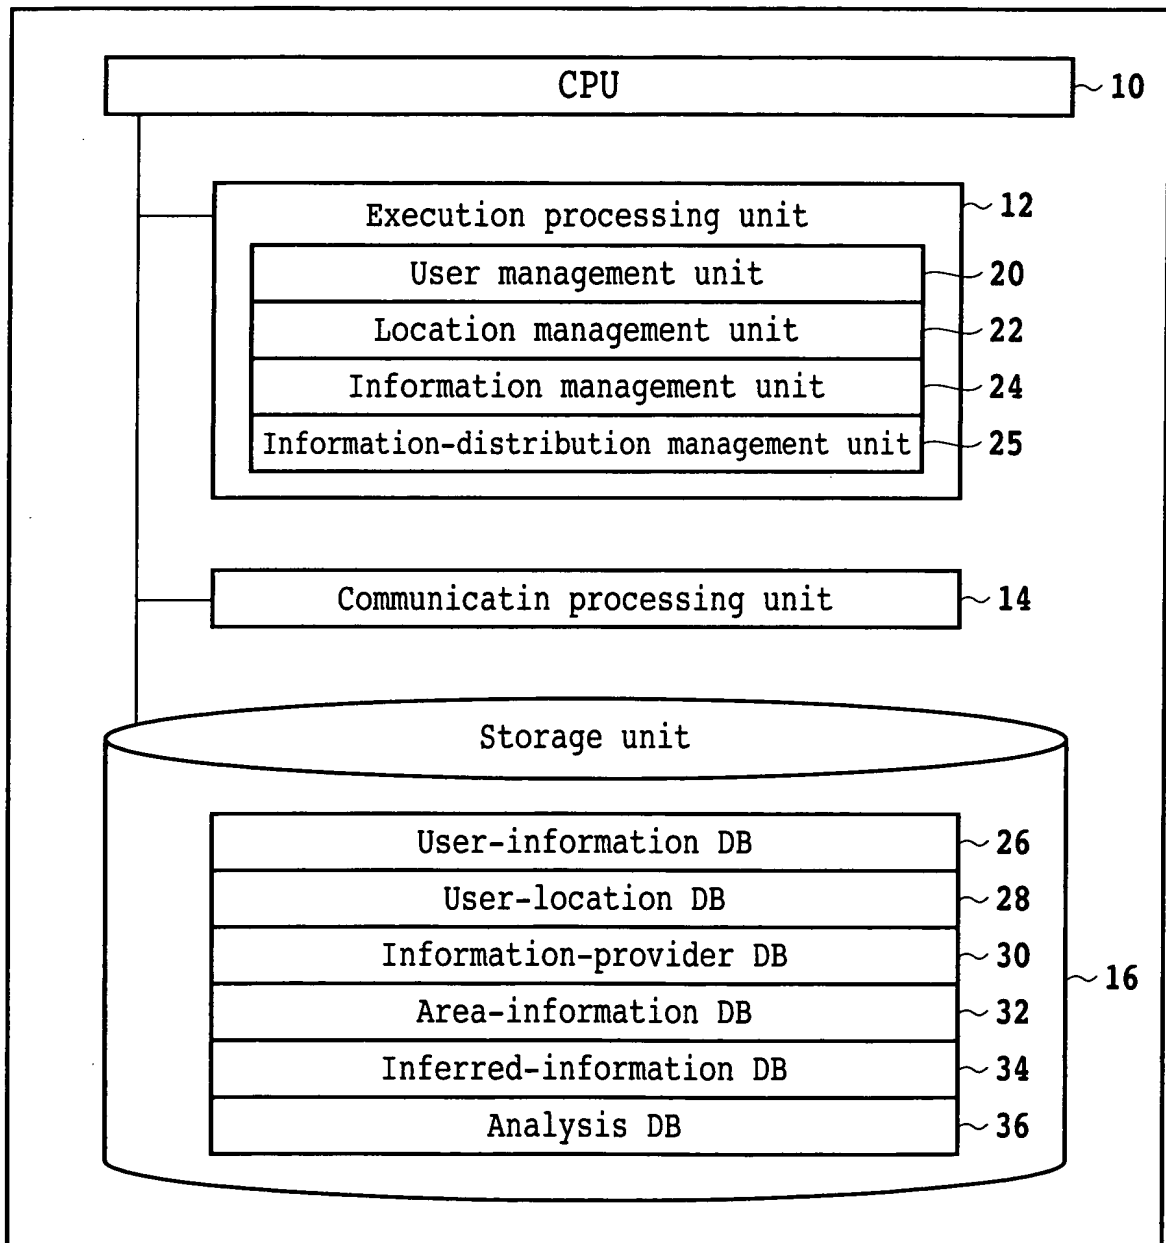 CPU 10
Execution processing unit 12
User management unit 20
Location management unit 22
Information management unit 24
Information-distribution management unit 25
Communicatin processing unit 14
Storage unit
User-information DB 26
User-location DB 28
Information-provider DB 30
16
Area-information DB 32
Inferred-information DB 34
Analysis DB 36